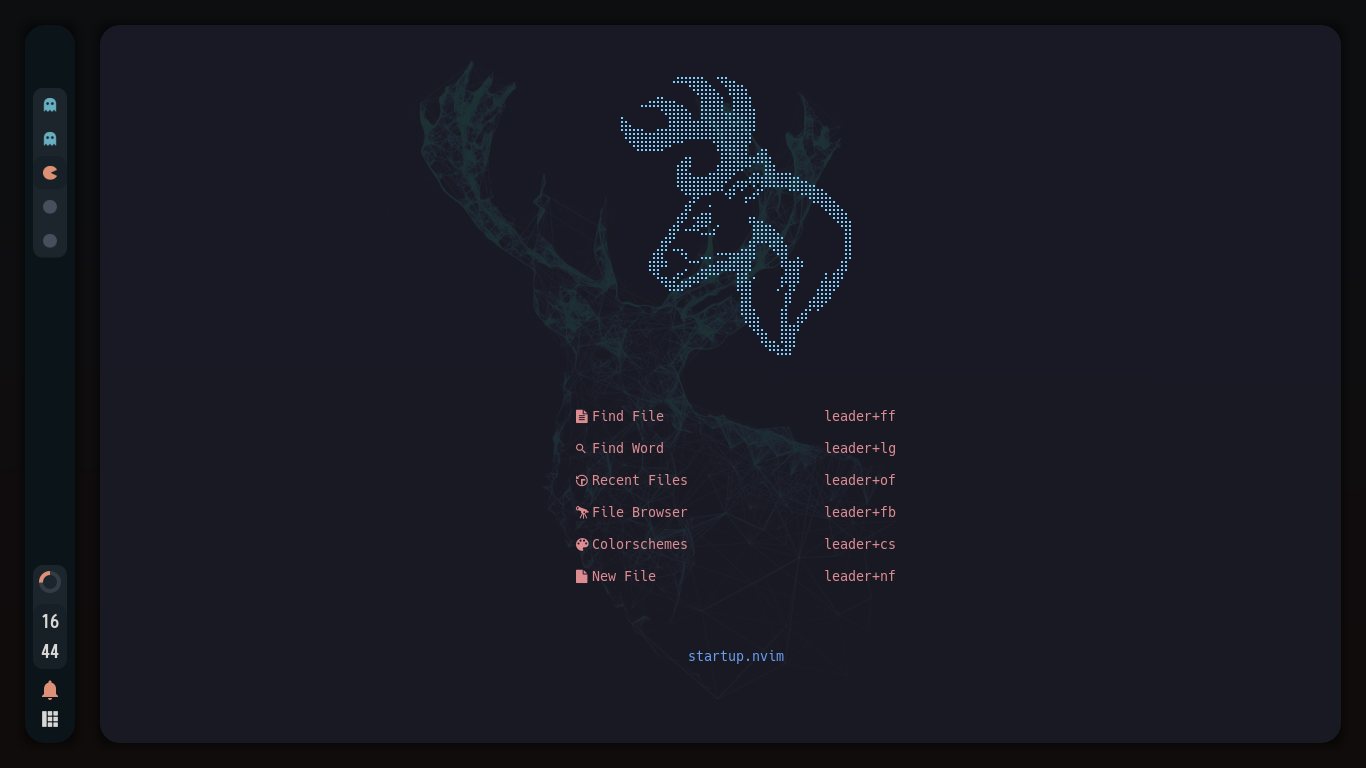 Find File leader+ff
Find Word leader+lg
Recent Files leader+of
File Browser leader+fb
Colorschemes leader+cs
New File leader+nf
16
44
startup.nvim